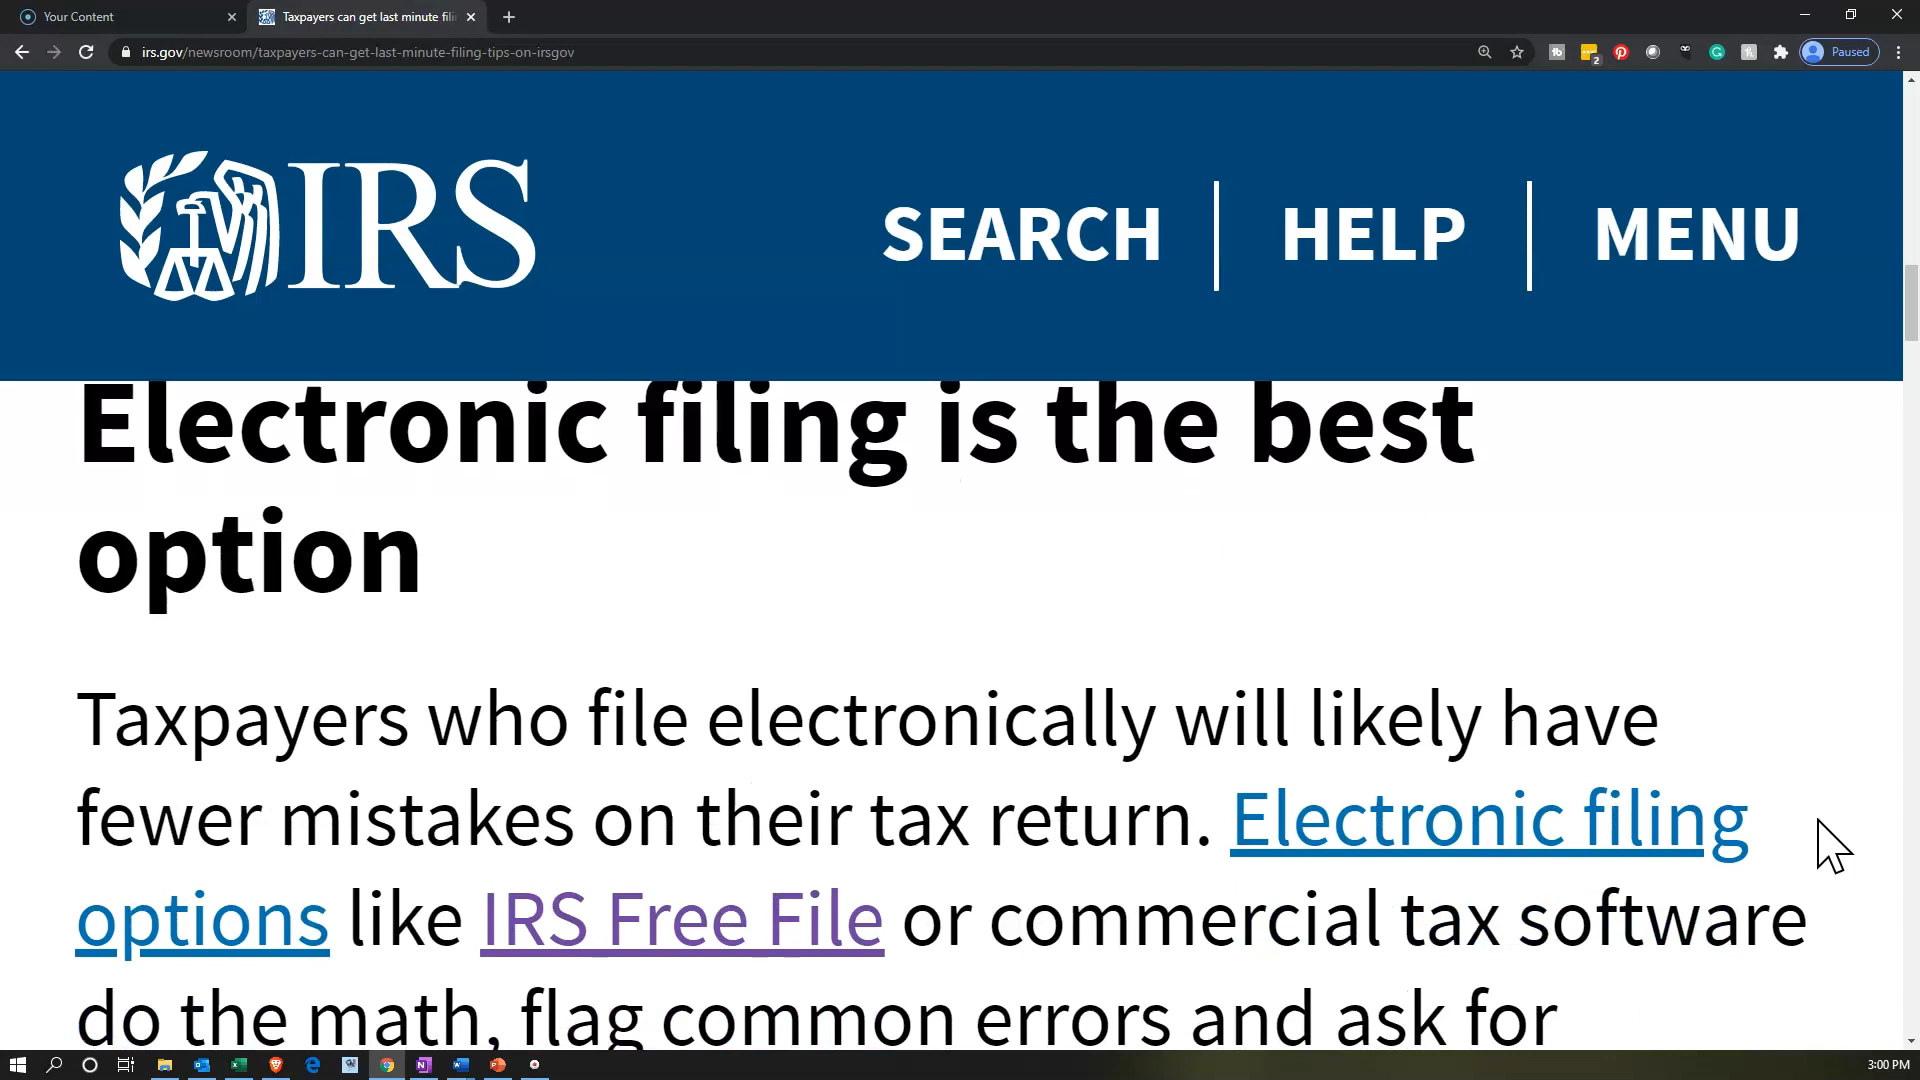 Your Content
Taxpayers can get last minute fili
irs.gov/newsroom/taxpayers-can-get-last-minute-filing-tips-on-irsgov
2
Paused
IRS
SEARCH
HELP
MENU
Electronic filing is the best
option
Taxpayers who file electronically will likely have
fewer mistakes on their tax return. Electronic filing
options like IRS Free File or commercial tax software
do the math, flag common errors and ask for
3:00 PM